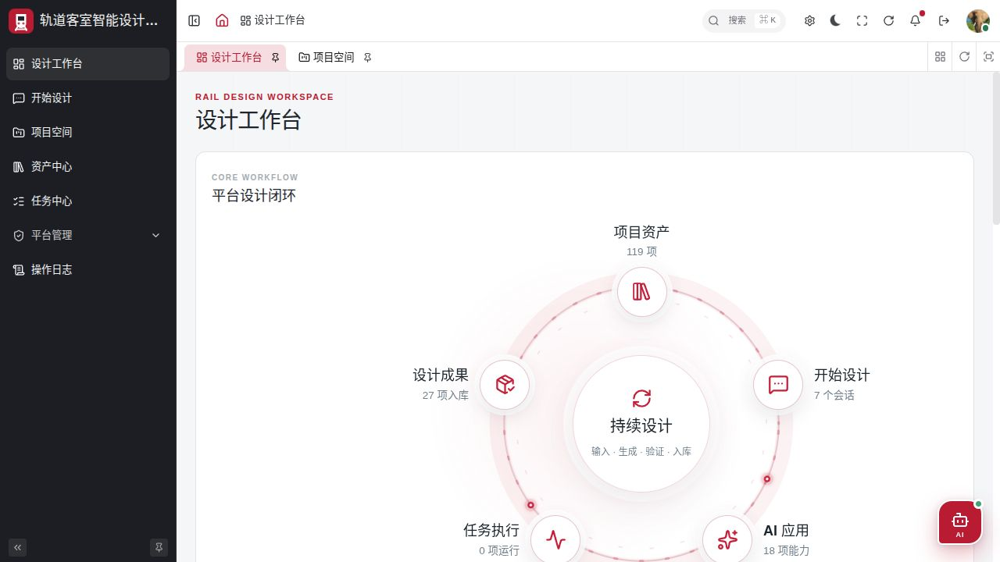 轨道客室智能设计...
设计工作台
开始设计
项目空间
资产中心
任务中心
平台管理
操作日志
设计工作台
搜索
⌘ K
设计工作台
项目空间
RAIL DESIGN WORKSPACE
设计工作台
CORE WORKFLOW
平台设计闭环
项目资产
119 项
设计成果
27 项入库
开始设计
7 个会话
持续设计
输入 · 生成 · 验证 · 入库
任务执行
0 项运行
AI 应用
18 项能力
AI